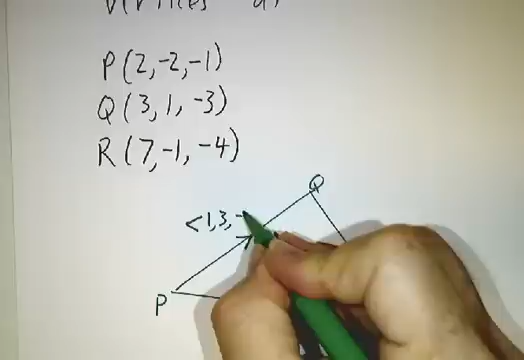 P(2,-2,-1)
Q(3,1,-3)
R(7,-1,-4)
Q
<1,3,-
P